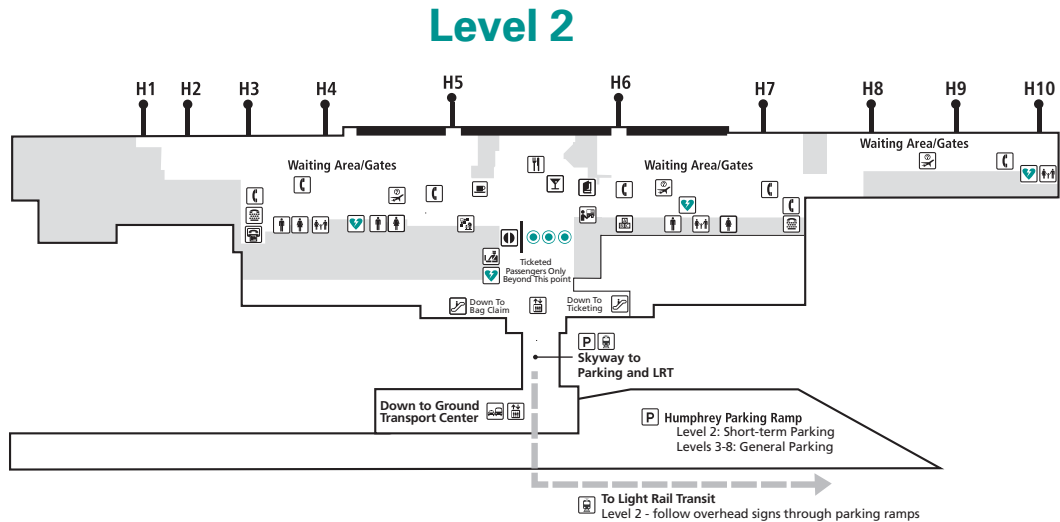 Level 2
H1 H2 H3 H4 H5 H6 H7 H8 H9 H10
Waiting Area/Gates
Waiting Area/Gates
Waiting Area/Gates
Ticketed
Passengers Only
Beyond This point
Down To
Bag Claim
Down To
Ticketing
P
Skyway to
Parking and LRT
Down to Ground
Transport Center
P Humphrey Parking Ramp
Level 2: Short-term Parking
Levels 3-8: General Parking
To Light Rail Transit
Level 2 - follow overhead signs through parking ramps